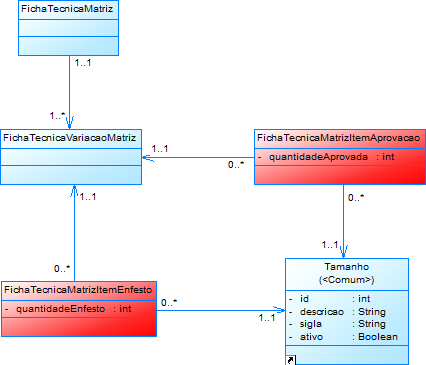 FichaTecnicaMatriz
1..1
1..*
FichaTecnicaVariacaoMatriz
FichaTecnicaMatrizItemAprovacao
- quantidadeAprovada : int
1..1
0..*
1..1
0..*
0..*
1..1
FichaTecnicaMatrizItemEnfesto
- quantidadeEnfesto : int
0..*
1..1
Tamanho
(<Comum>)
- id : int
- descricao : String
- sigla : String
- ativo : Boolean